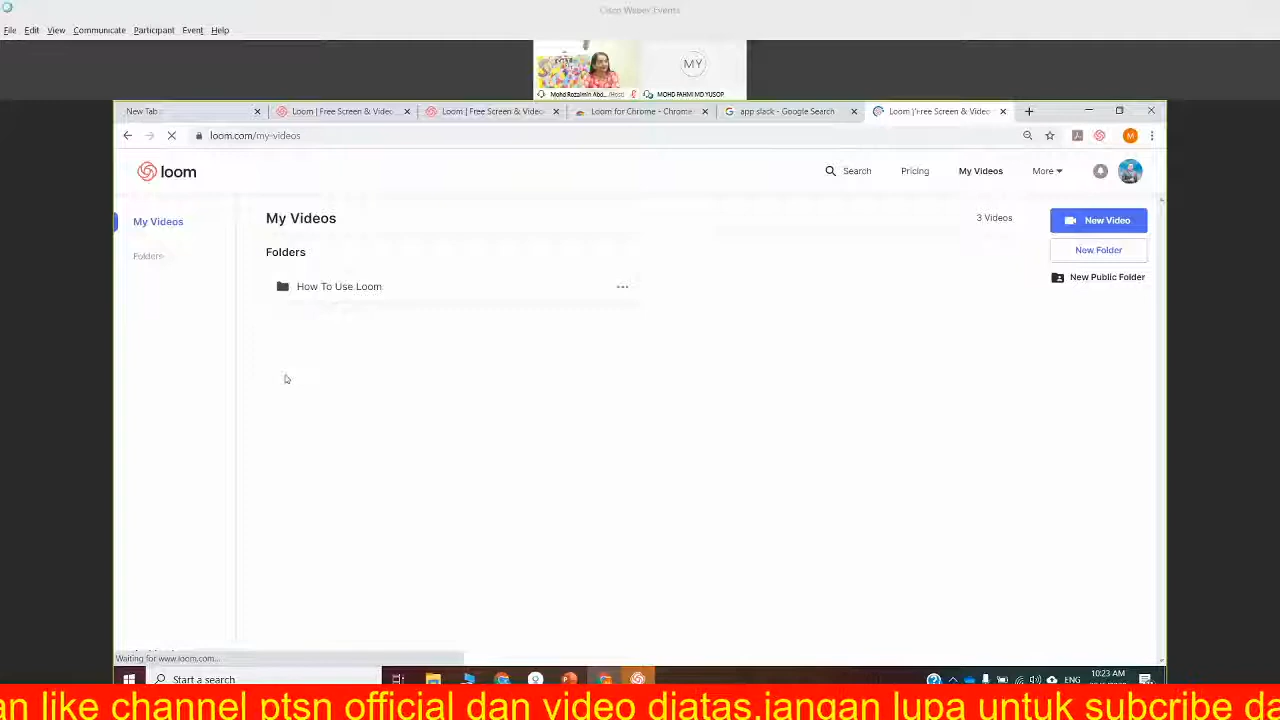 Cisco Webex Events
File Edit View Communicate Participant Event Help
MY
Mohd Rozaimin Abd... /Host
MOHD FAHMI MD YUSOP
New Tab
Loom | Free Screen & Video
Loom | Free Screen & Video
Loom for Chrome - Chrome
app slack - Google Search
Loom | Free Screen & Video
loom.com/my-videos
M
loom
Search
Pricing
My Videos
More
My Videos
Folders
My Videos
3 Videos
New Video
Folders
New Folder
How To Use Loom
New Public Folder
Waiting for www.loom.com...
Start a search
ENG
10:23 AM
an like channel ptsn official dan video diatas,jangan lupa untuk subcribe da